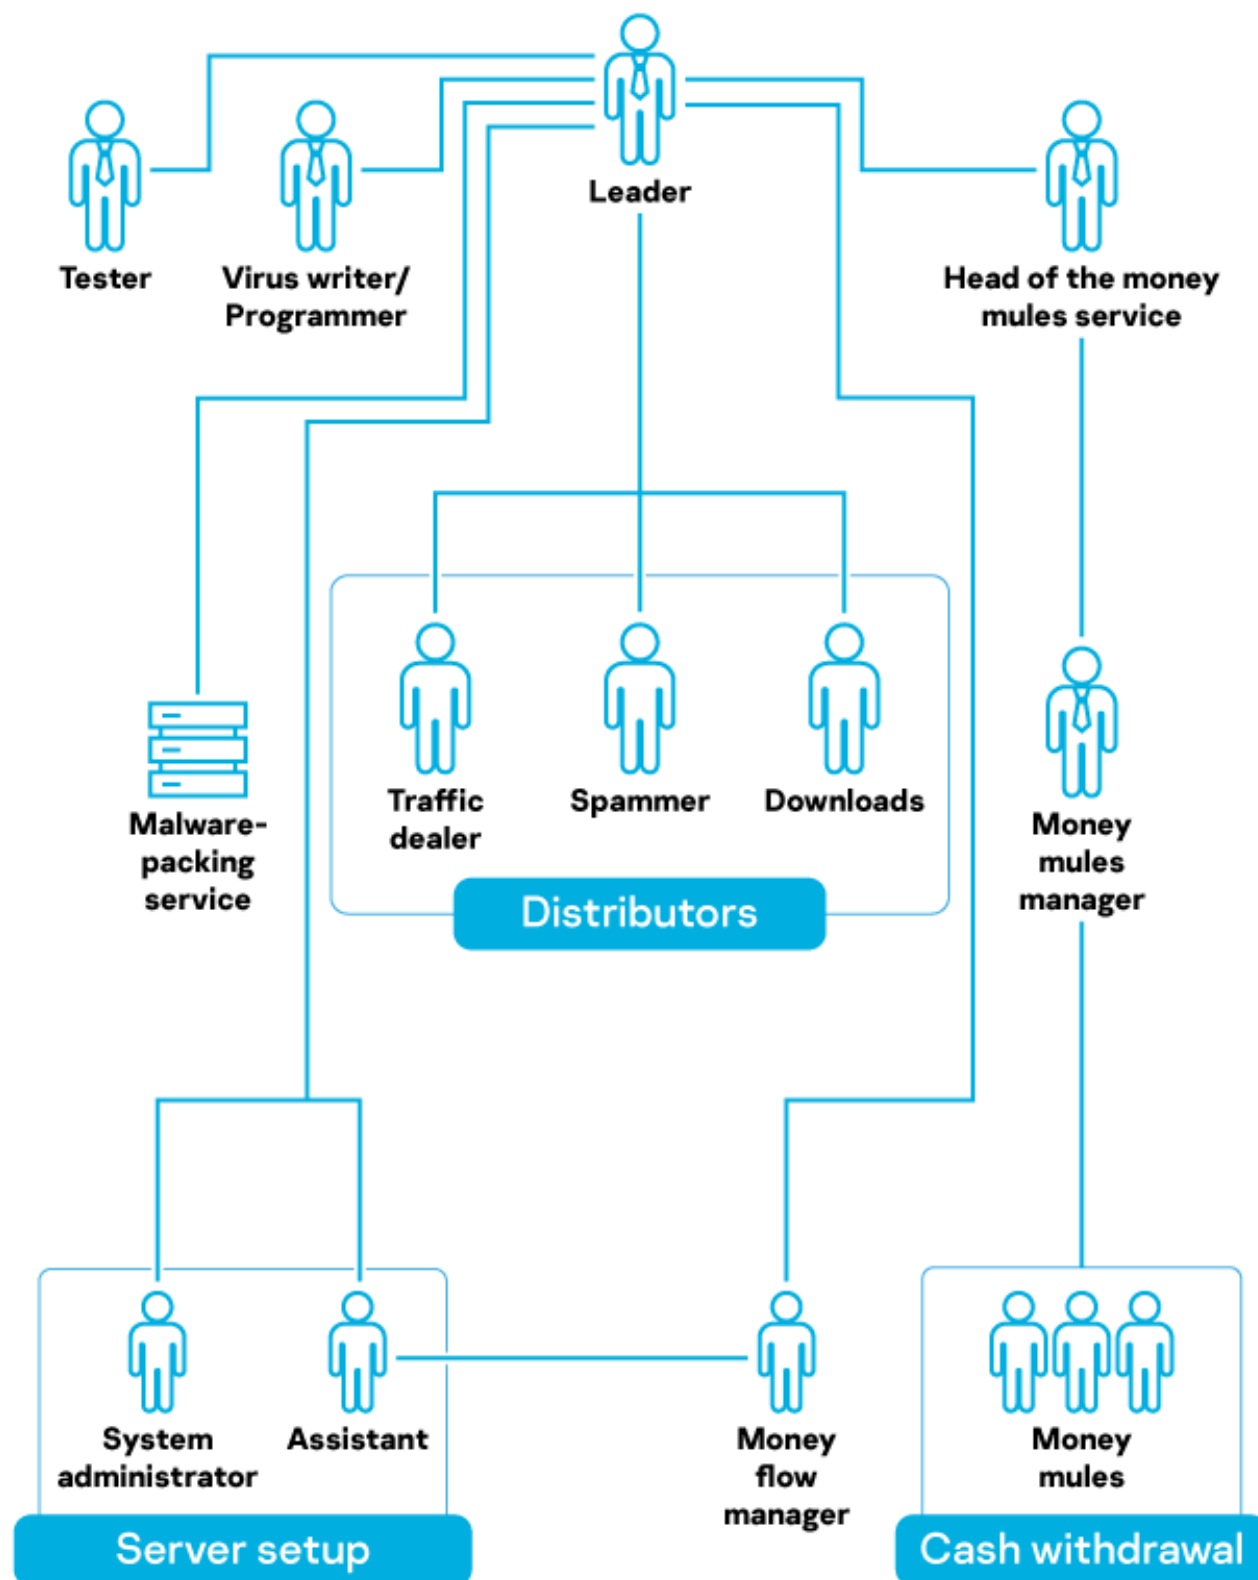 Leader
Tester
Virus writer/
Programmer
Head of the money
mules service
Traffic
dealer
Spammer
Downloads
Distributors
Malware-
packing
service
Money
mules
manager
System
administrator
Assistant
Server setup
Money
flow
manager
Money
mules
Cash withdrawal